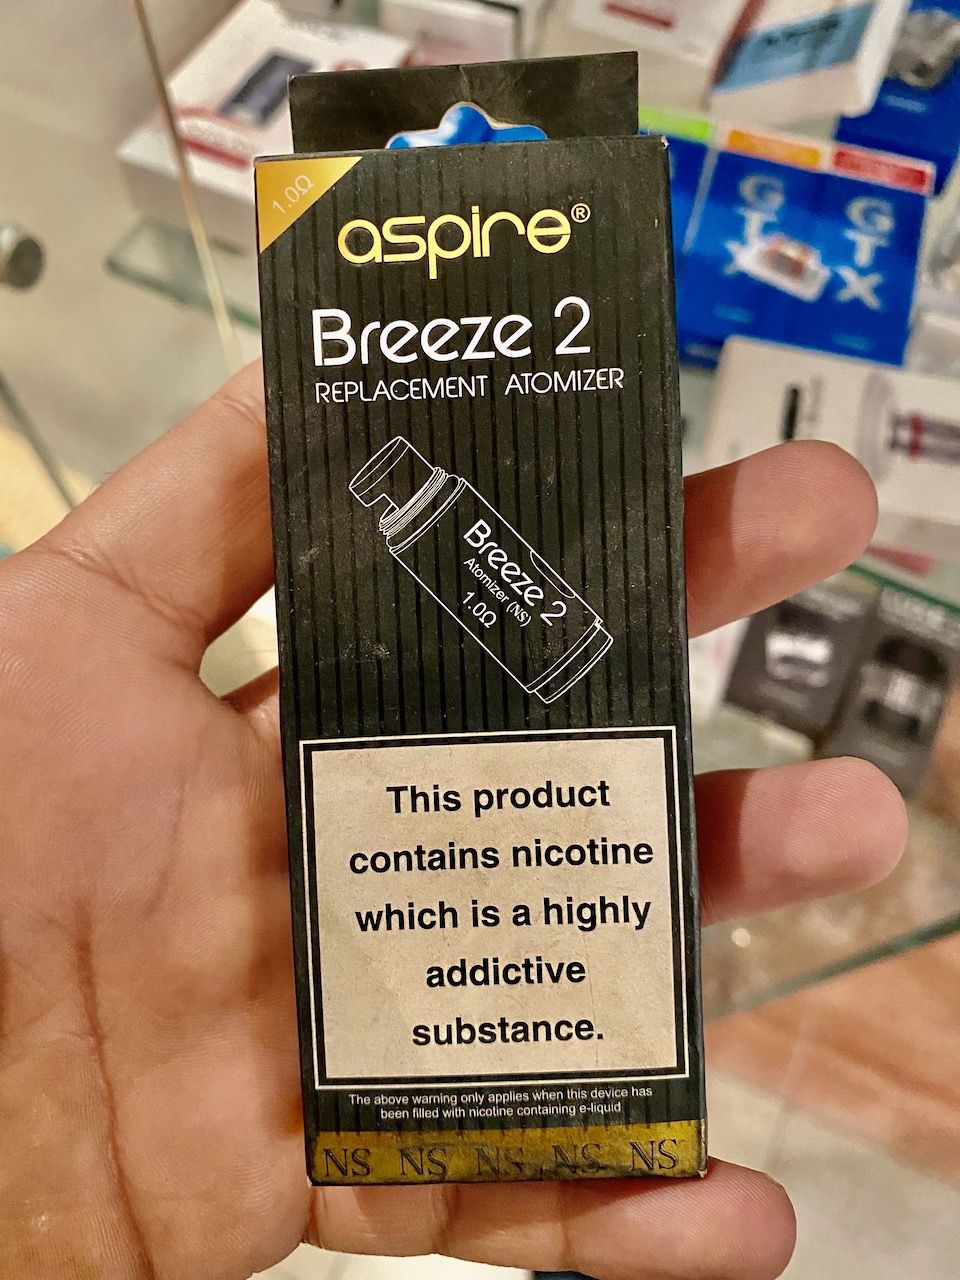 1.0Ω
aspire®
Breeze 2
REPLACEMENT ATOMIZER
Breeze 2
Atomizer (NS)
1.0Ω
This product
contains nicotine
which is a highly
addictive
substance.
The above warning only applies when this device has
been filled with nicotine containing e-liquid
NS NS NS NS NS
GTX
GTX